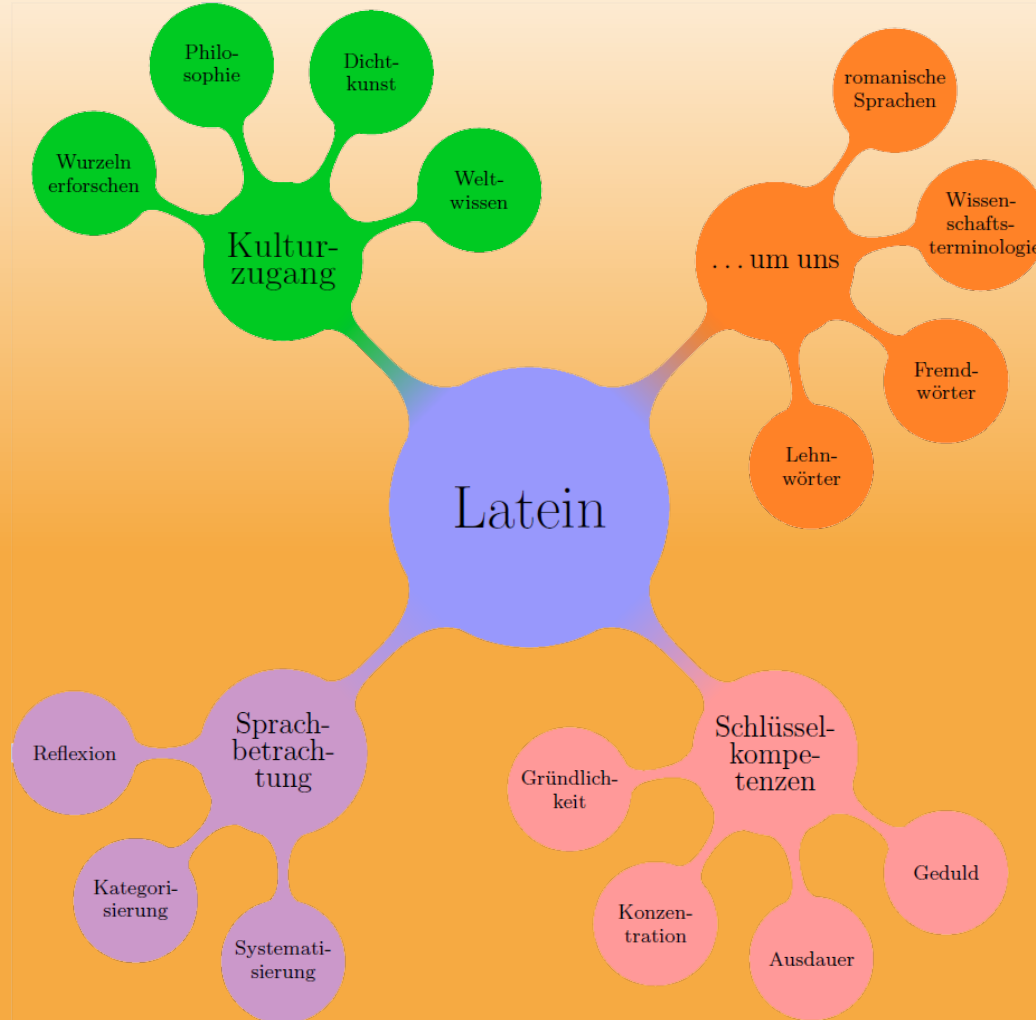 Philo-
sophie
Dicht-
kunst
Wurzeln
erforschen
Welt-
wissen
Kultur-
zugang
romanische
Sprachen
Wissen-
schafts-
terminologie
... um uns
Fremd-
wörter
Lehn-
wörter
Latein
Sprach-
betrach-
tung
Reflexion
Kategori-
sierung
Systemati-
sierung
Schlüssel-
kompe-
tenzen
Gründlich-
keit
Konzen-
tration
Ausdauer
Geduld